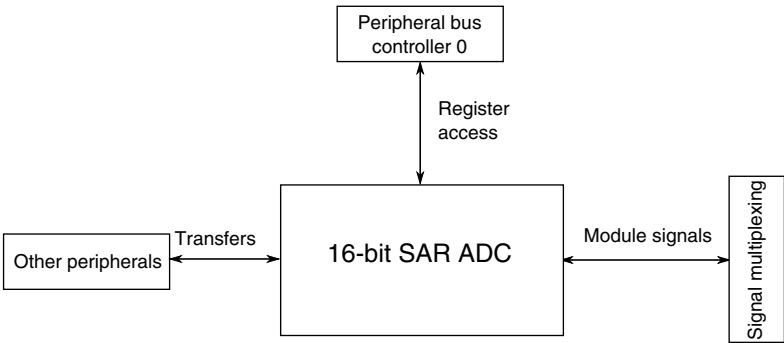 Peripheral bus
controller 0
Register
access
Transfers
Other peripherals
16-bit SAR ADC
Module signals
Signal multiplexing